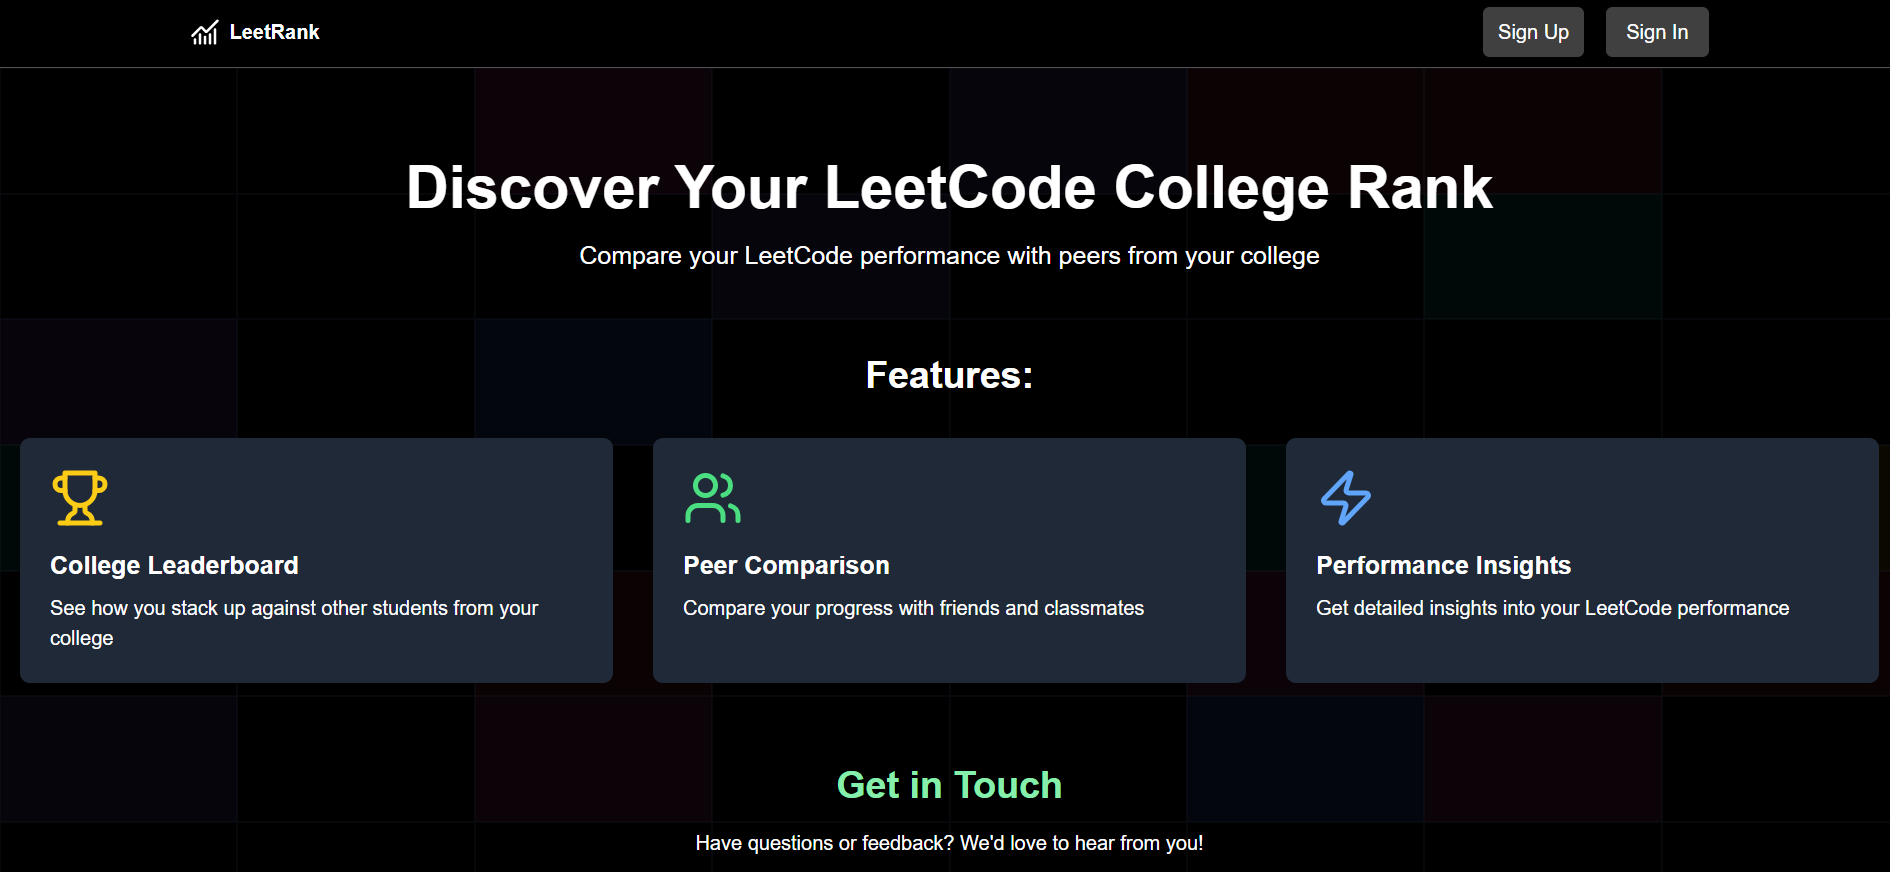 LeetRank
Sign Up
Sign In
Discover Your LeetCode College Rank
Compare your LeetCode performance with peers from your college
Features:
College Leaderboard
See how you stack up against other students from your
college
Peer Comparison
Compare your progress with friends and classmates
Performance Insights
Get detailed insights into your LeetCode performance
Get in Touch
Have questions or feedback? We'd love to hear from you!